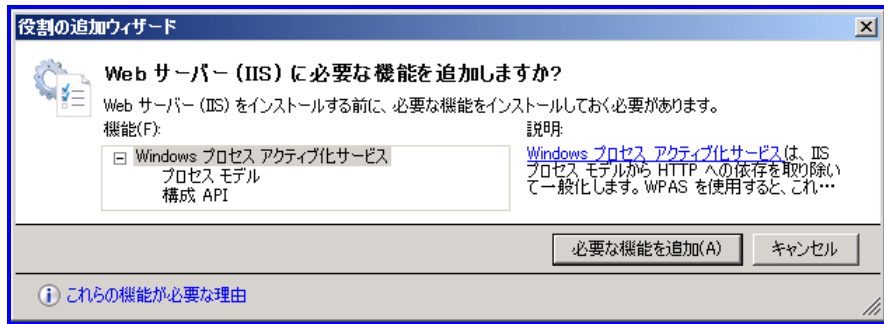 役割の追加ウィザード
Web サーバー (IIS) に必要な機能を追加しますか?
Web サーバー (IIS) をインストールする前に、必要な機能をインストールしておく必要があります。
機能(F):
説明:
Windows プロセス アクティブ化サービス
プロセス モデル
構成 API
Windows プロセス アクティブ化サービスは、IIS
プロセス モデルから HTTP への依存を取り除い
て一般化します。WPAS を使用すると、これ…
必要な機能を追加(A)
キャンセル
これらの機能が必要な理由